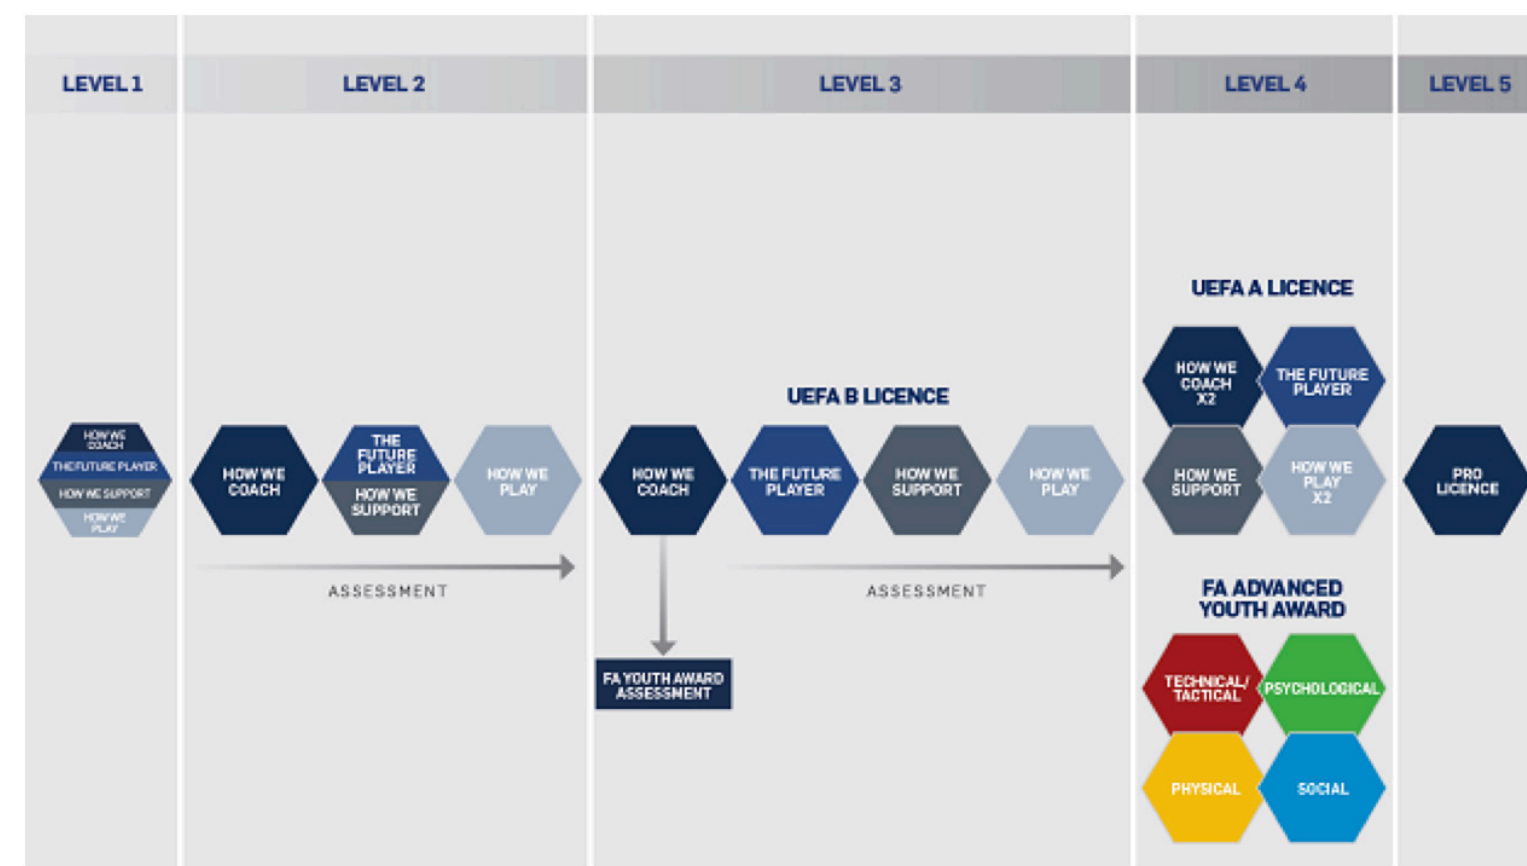 LEVEL 1
LEVEL 2
LEVEL 3
LEVEL 4
LEVEL 5
HOW WE
COACH
THE FUTURE PLAYER
HOW WE SUPPORT
HOW WE
PLAY
HOW WE
COACH
THE
FUTURE
PLAYER
HOW WE
SUPPORT
HOW WE
PLAY
ASSESSMENT
UEFA B LICENCE
HOW WE
COACH
THE FUTURE
PLAYER
HOW WE
SUPPORT
HOW WE
PLAY
ASSESSMENT
FA YOUTH AWARD
ASSESSMENT
UEFA A LICENCE
HOW WE
COACH
X2
THE FUTURE
PLAYER
HOW WE
SUPPORT
HOW WE
PLAY
X2
FA ADVANCED
YOUTH AWARD
TECHNICAL/
TACTICAL
PSYCHOLOGICAL
PHYSICAL
SOCIAL
PRO
LICENCE